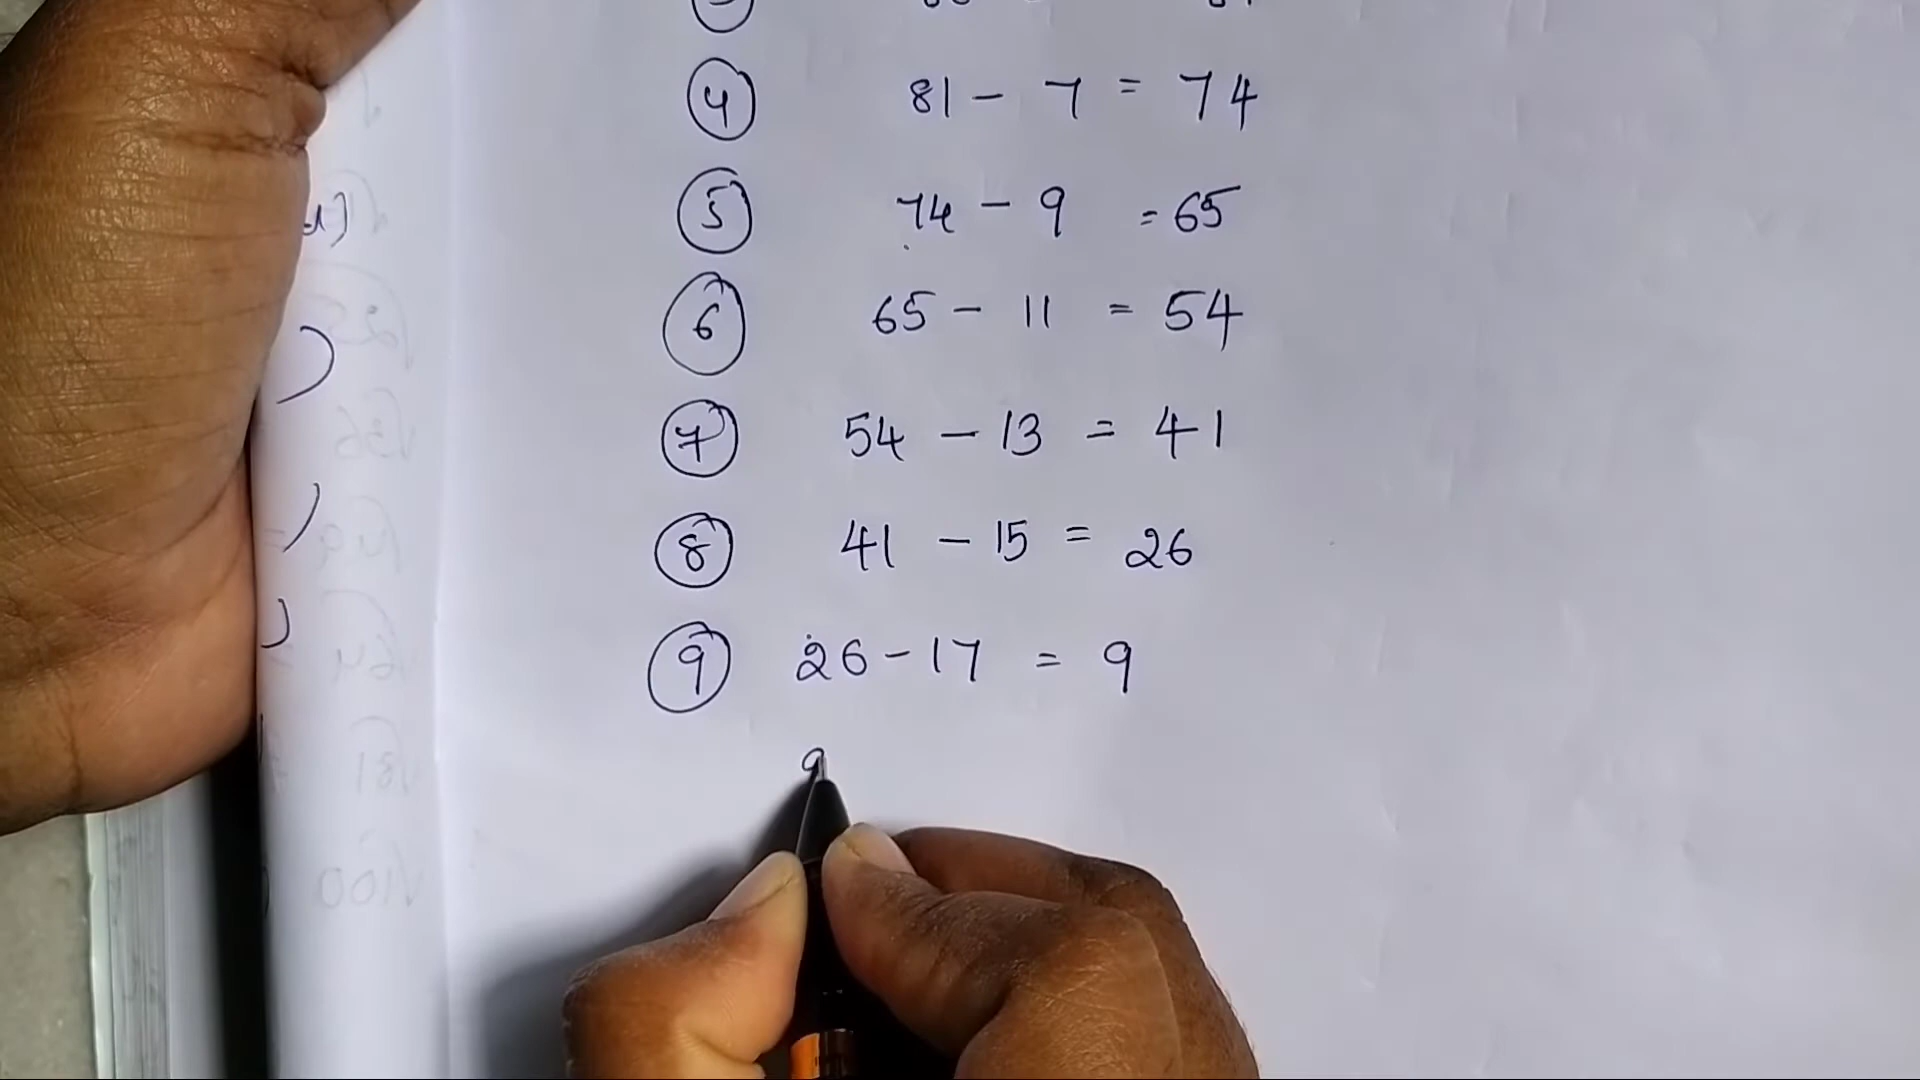 ④ 81 - 7 = 74
⑤ 74 - 9 = 65
⑥ 65 - 11 = 54
⑦ 54 - 13 = 41
⑧ 41 - 15 = 26
⑨ 26 - 17 = 9
9